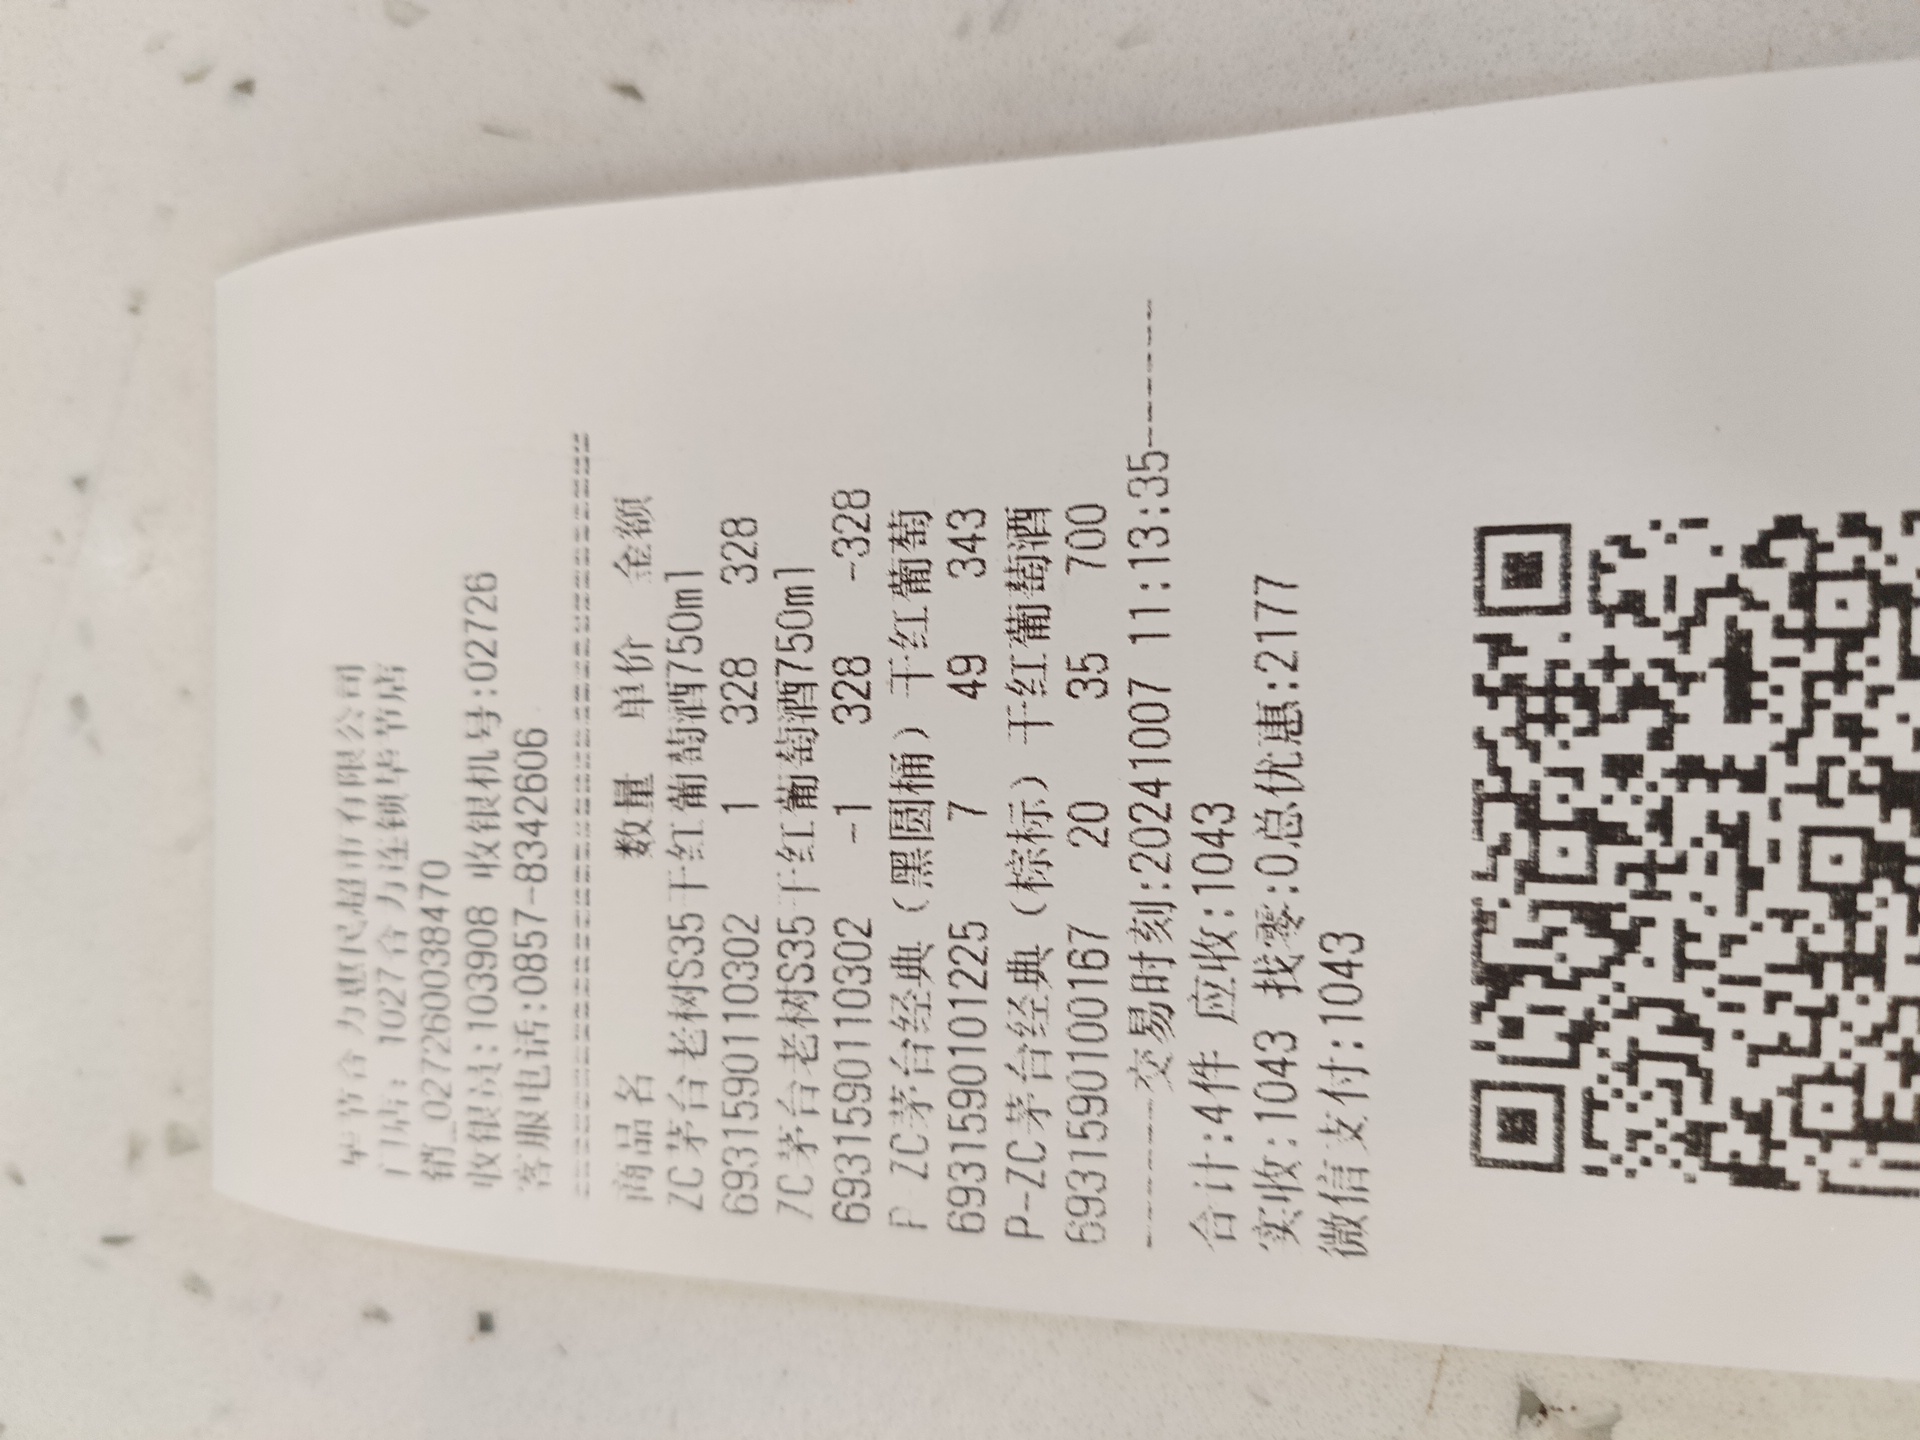 毕节合力惠民超市有限公司
门店: 1027合力连锁毕节店
销_027260038470
收银员:103908 收银机号:02726
客服电话:0857-8342606
商品名 数量 单价 金额
ZC茅台老树S35干红葡萄酒750ml
6931590110302 1 328 328
ZC茅台老树S35干红葡萄酒750ml
6931590110302 -1 328 -328
P-ZC茅台经典（黑圆桶）干红葡萄
6931590101225 7 49 343
P-ZC茅台经典（棕标）干红葡萄酒
6931590100167 20 35 700
--------交易时刻:20241007 11:13:35--------
合计:4件 应收:1043
实收:1043 找零:0总优惠:2177
微信支付:1043